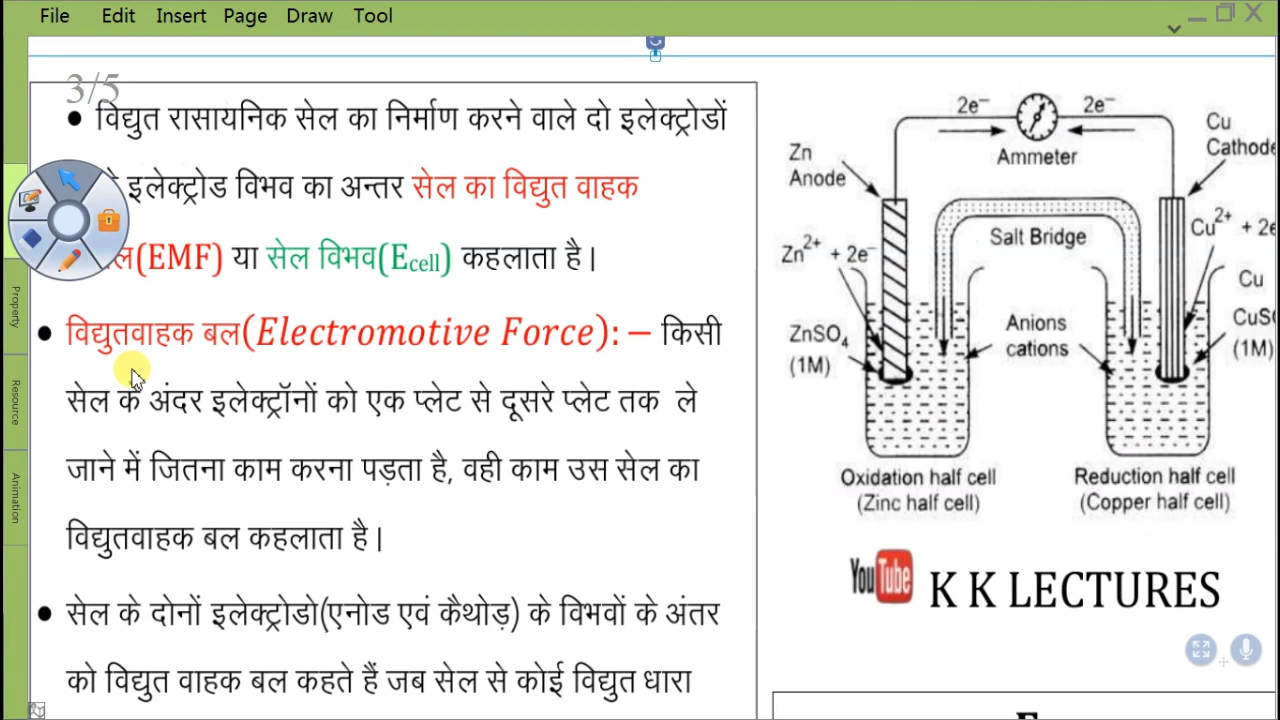 File Edit Insert Page Draw Tool
3/5
• विद्युत रासायनिक सेल का निर्माण करने वाले दो इलेक्ट्रोडों
इलेक्ट्रोड विभव का अन्तर सेल का विद्युत वाहक
(EMF) या सेल विभव(Ecell) कहलाता है।
• विद्युतवाहक बल(Electromotive Force):− किसी
सेल के अंदर इलेक्ट्रॉनों को एक प्लेट से दूसरे प्लेट तक ले
जाने में जितना काम करना पड़ता है, वही काम उस सेल का
विद्युतवाहक बल कहलाता है।
• सेल के दोनों इलेक्ट्रोडो(एनोड एवं कैथोड़) के विभवों के अंतर
को विद्युत वाहक बल कहते हैं जब सेल से कोई विद्युत धारा
Property
Resource
Animation
2e⁻ 2e⁻
Ammeter
Zn
Anode
Cu
Cathode
Salt Bridge
Zn²⁺ + 2e⁻
Cu²⁺ + 2e
Cu
ZnSO₄
(1M)
Anions
cations
CuS
(1M)
Oxidation half cell
(Zinc half cell)
Reduction half cell
(Copper half cell)
YouTube K K LECTURES